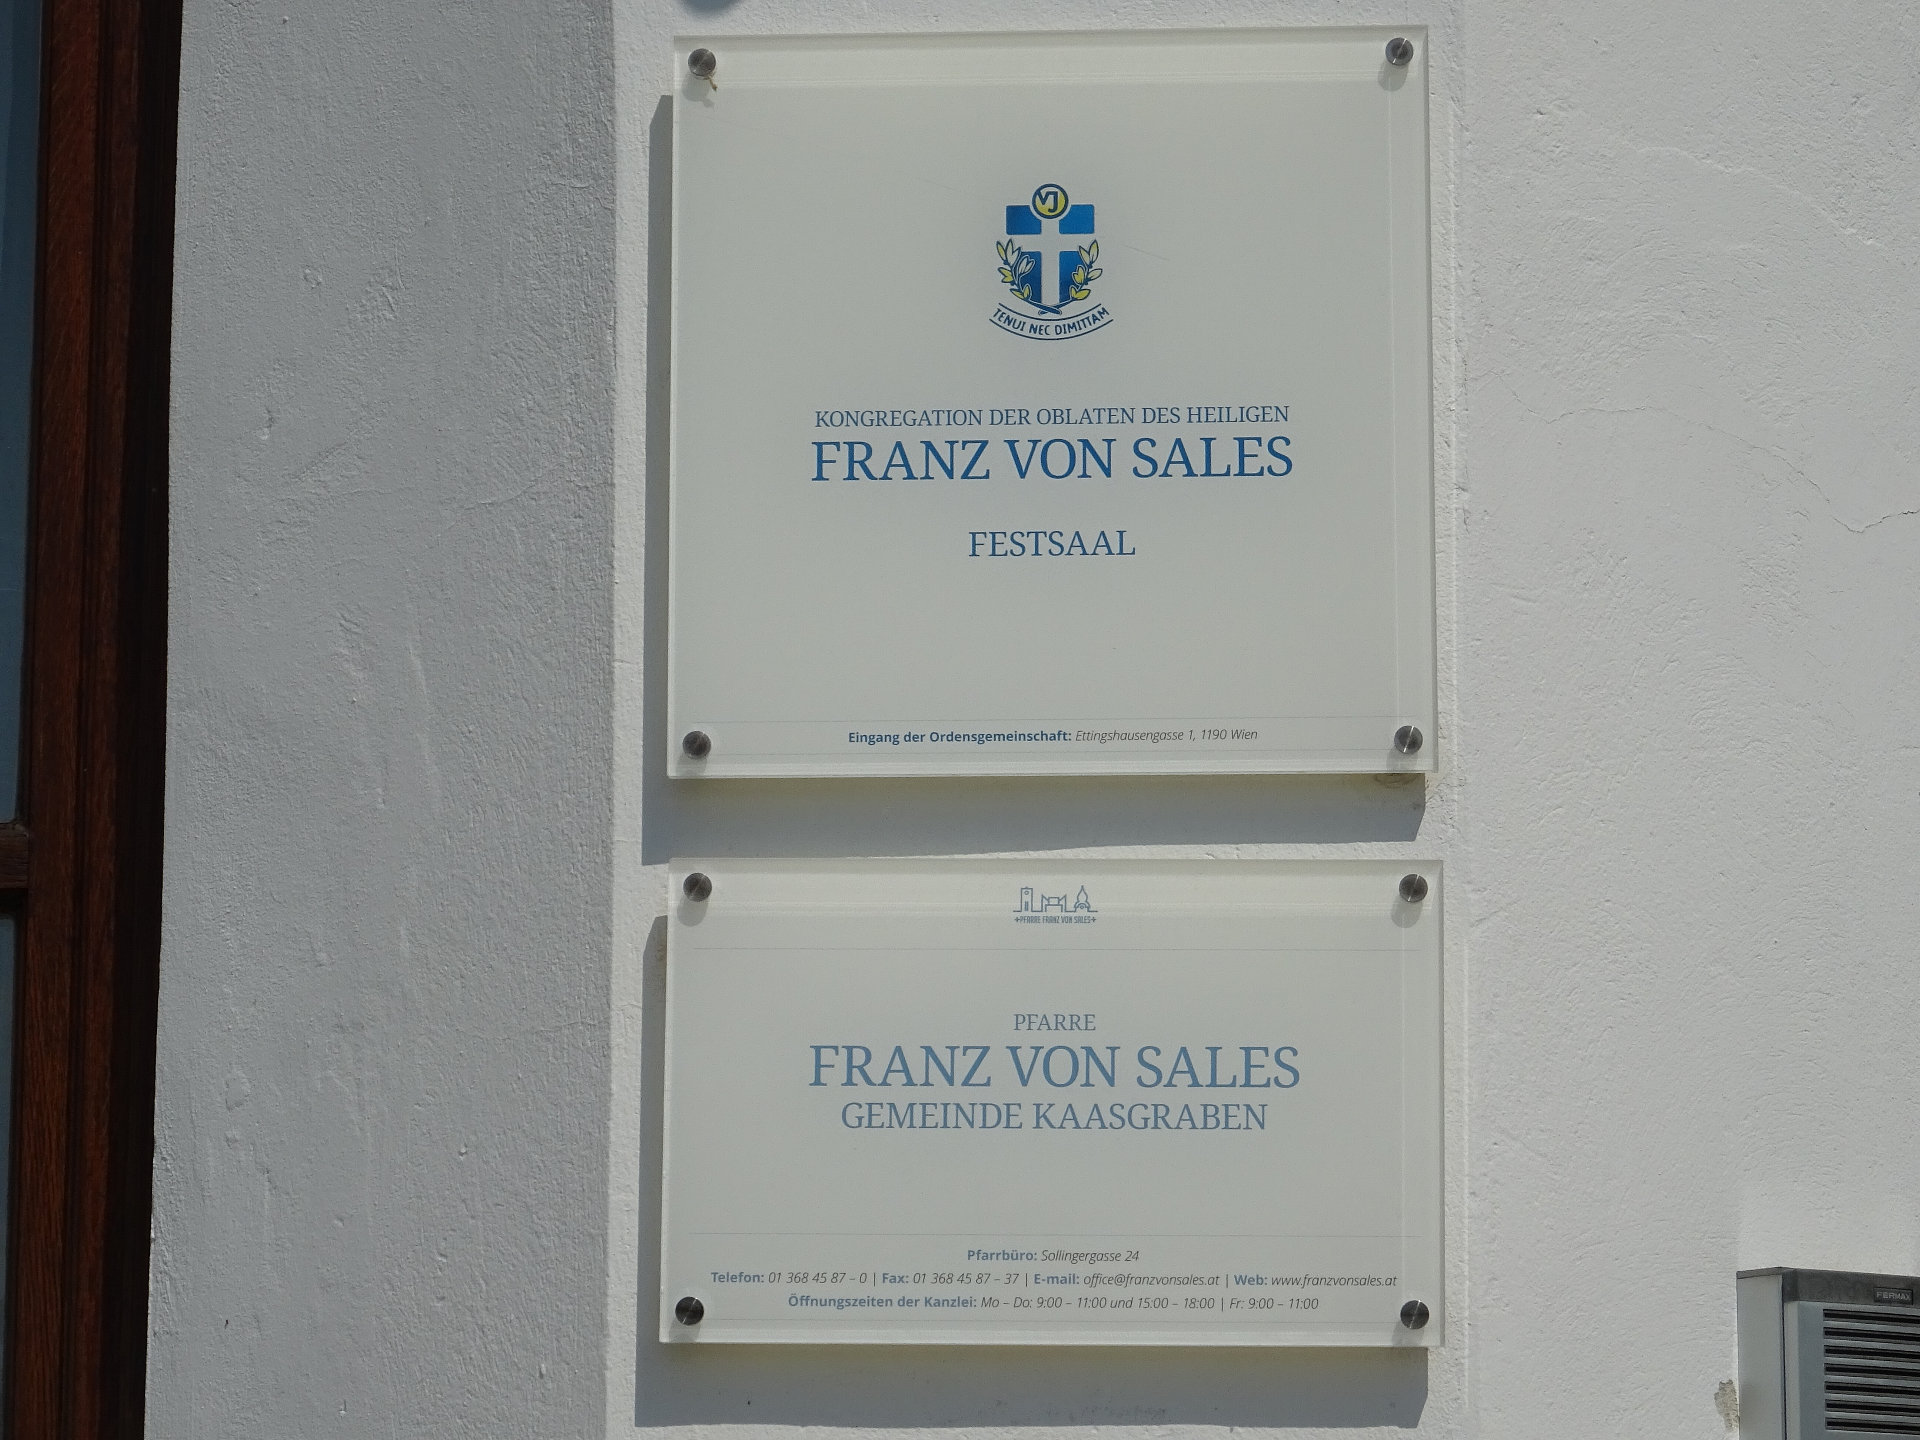 VJ
TENUI NEC DIMITTAM
KONGREGATION DER OBLATEN DES HEILIGEN
FRANZ VON SALES
FESTSAAL
Eingang der Ordensgemeinschaft: Ettingshausengasse 1, 1190 Wien
+PFARRE FRANZ VON SALES+
PFARRE
FRANZ VON SALES
GEMEINDE KAASGRABEN
Pfarrbüro: Sollingergasse 24
Telefon: 01 368 45 87 – 0 | Fax: 01 368 45 87 – 37 | E-mail: office@franzvonsales.at | Web: www.franzvonsales.at
Öffnungszeiten der Kanzlei: Mo – Do: 9:00 – 11:00 und 15:00 – 18:00 | Fr: 9:00 – 11:00
FERMAX